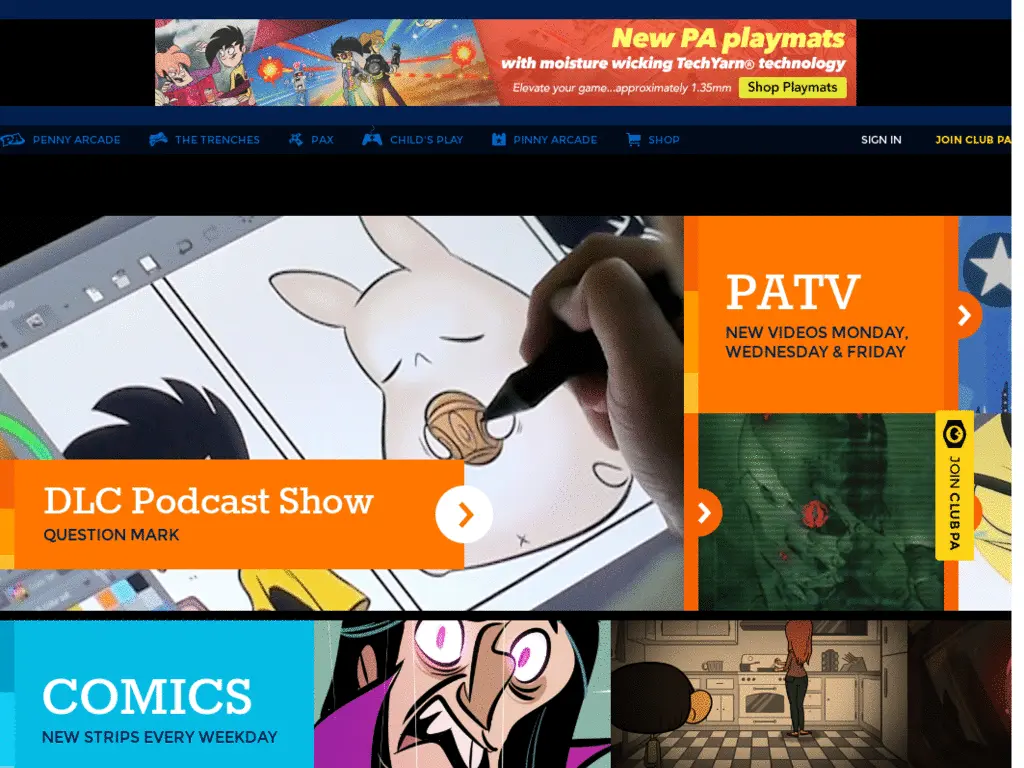 New PA playmats
with moisture wicking TechYarn® technology
Elevate your game...approximately 1.35mm
Shop Playmats
PA
PENNY ARCADE
THE TRENCHES
PAX
CHILD'S PLAY
PINNY ARCADE
SHOP
SIGN IN
JOIN CLUB PA
PATV
NEW VIDEOS MONDAY,
WEDNESDAY & FRIDAY
JOIN CLUB PA
DLC Podcast Show
QUESTION MARK
COMICS
NEW STRIPS EVERY WEEKDAY